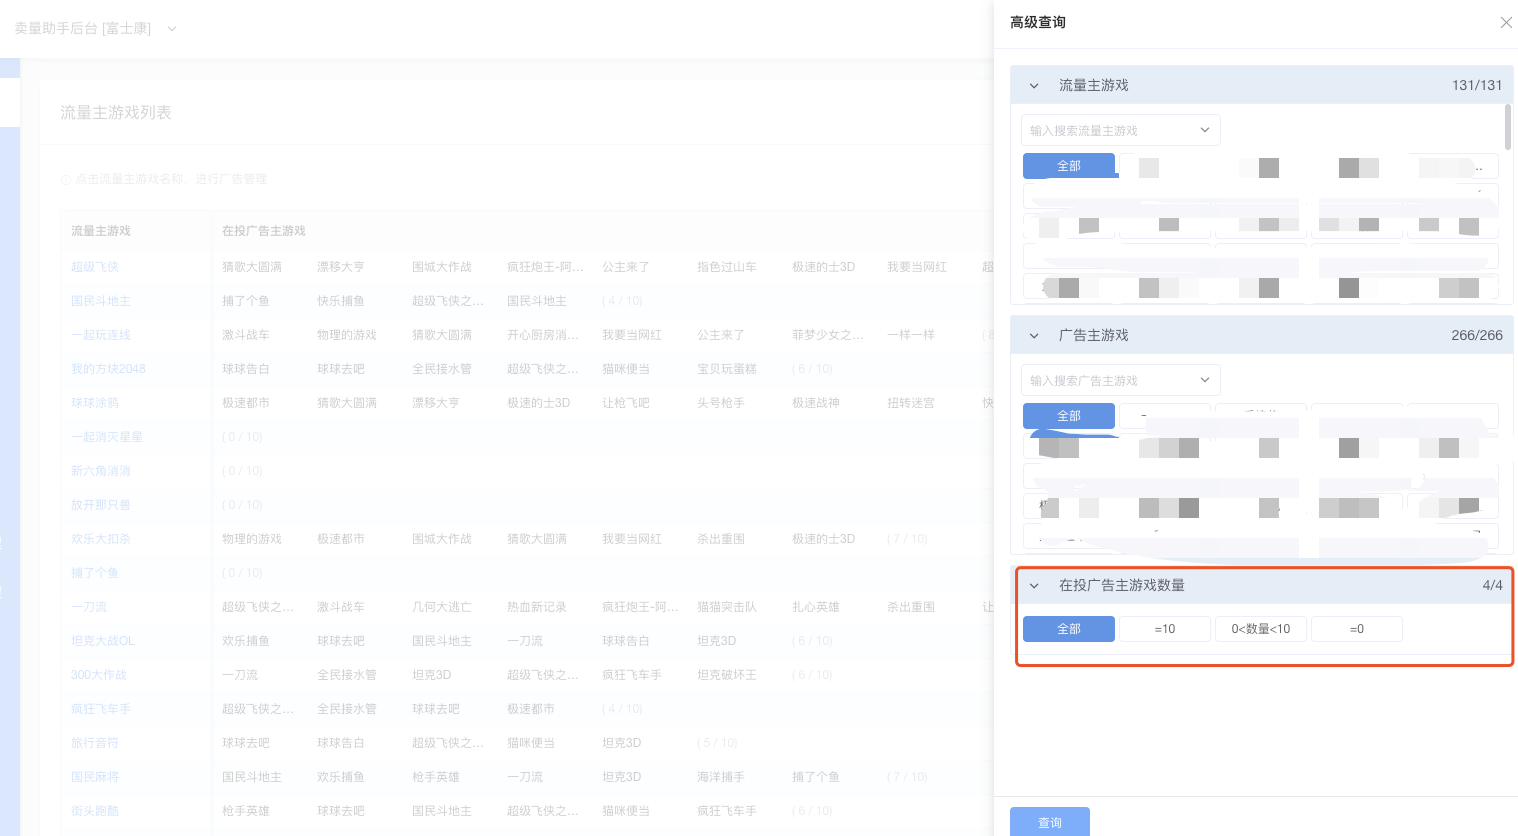 卖量助手后台 [富士康]
流量主游戏列表
点击流量主游戏名称，进行广告管理
流量主游戏 在投广告主游戏
超级飞侠 猜歌大圆满 漂移大亨 围城大作战 疯狂炮王-阿... 公主来了 指色过山车 极速的士3D 我要当网红 超
国民斗地主 捕了个鱼 快乐捕鱼 超级飞侠之... 国民斗地主 ( 4 / 10)
一起玩连线 激斗战车 物理的游戏 猜歌大圆满 开心厨房消... 我要当网红 公主来了 菲梦少女之... 一样一样 ( 8
我的方块2048 球球告白 球球去吧 全民接水管 超级飞侠之... 猫咪便当 宝贝玩蛋糕 ( 6 / 10)
球球涂鸦 极速都市 猜歌大圆满 漂移大亨 极速的士3D 让枪飞吧 头号枪手 极速战神 扭转迷宫 快
一起消灭星星 ( 0 / 10)
新六角消消 ( 0 / 10)
放开那只兽 ( 0 / 10)
欢乐大扣杀 物理的游戏 极速都市 围城大作战 猜歌大圆满 我要当网红 杀出重围 极速的士3D ( 7 / 10)
捕了个鱼 ( 0 / 10)
一刀流 超级飞侠之... 激斗战车 几何大逃亡 热血新记录 疯狂炮王-阿... 猫猫突击队 扎心英雄 杀出重围 让
坦克大战OL 欢乐捕鱼 球球去吧 国民斗地主 一刀流 球球告白 坦克3D ( 6 / 10)
300大作战 一刀流 全民接水管 坦克3D 超级飞侠之... 疯狂飞车手 坦克破坏王 ( 6 / 10)
疯狂飞车手 超级飞侠之... 全民接水管 球球去吧 极速都市 ( 4 / 10)
旅行音符 球球去吧 球球告白 超级飞侠之... 猫咪便当 坦克3D ( 5 / 10)
国民麻将 国民斗地主 欢乐捕鱼 枪手英雄 一刀流 坦克3D 海洋捕手 捕了个鱼 ( 7 / 10)
街头跑酷 枪手英雄 球球去吧 国民斗地主 超级飞侠之... 猫咪便当 疯狂飞车手 ( 6 / 10)
高级查询
流量主游戏 131/131
输入搜索流量主游戏
全部
广告主游戏 266/266
输入搜索广告主游戏
全部
在投广告主游戏数量 4/4
全部 =10 0<数量<10 =0
查询